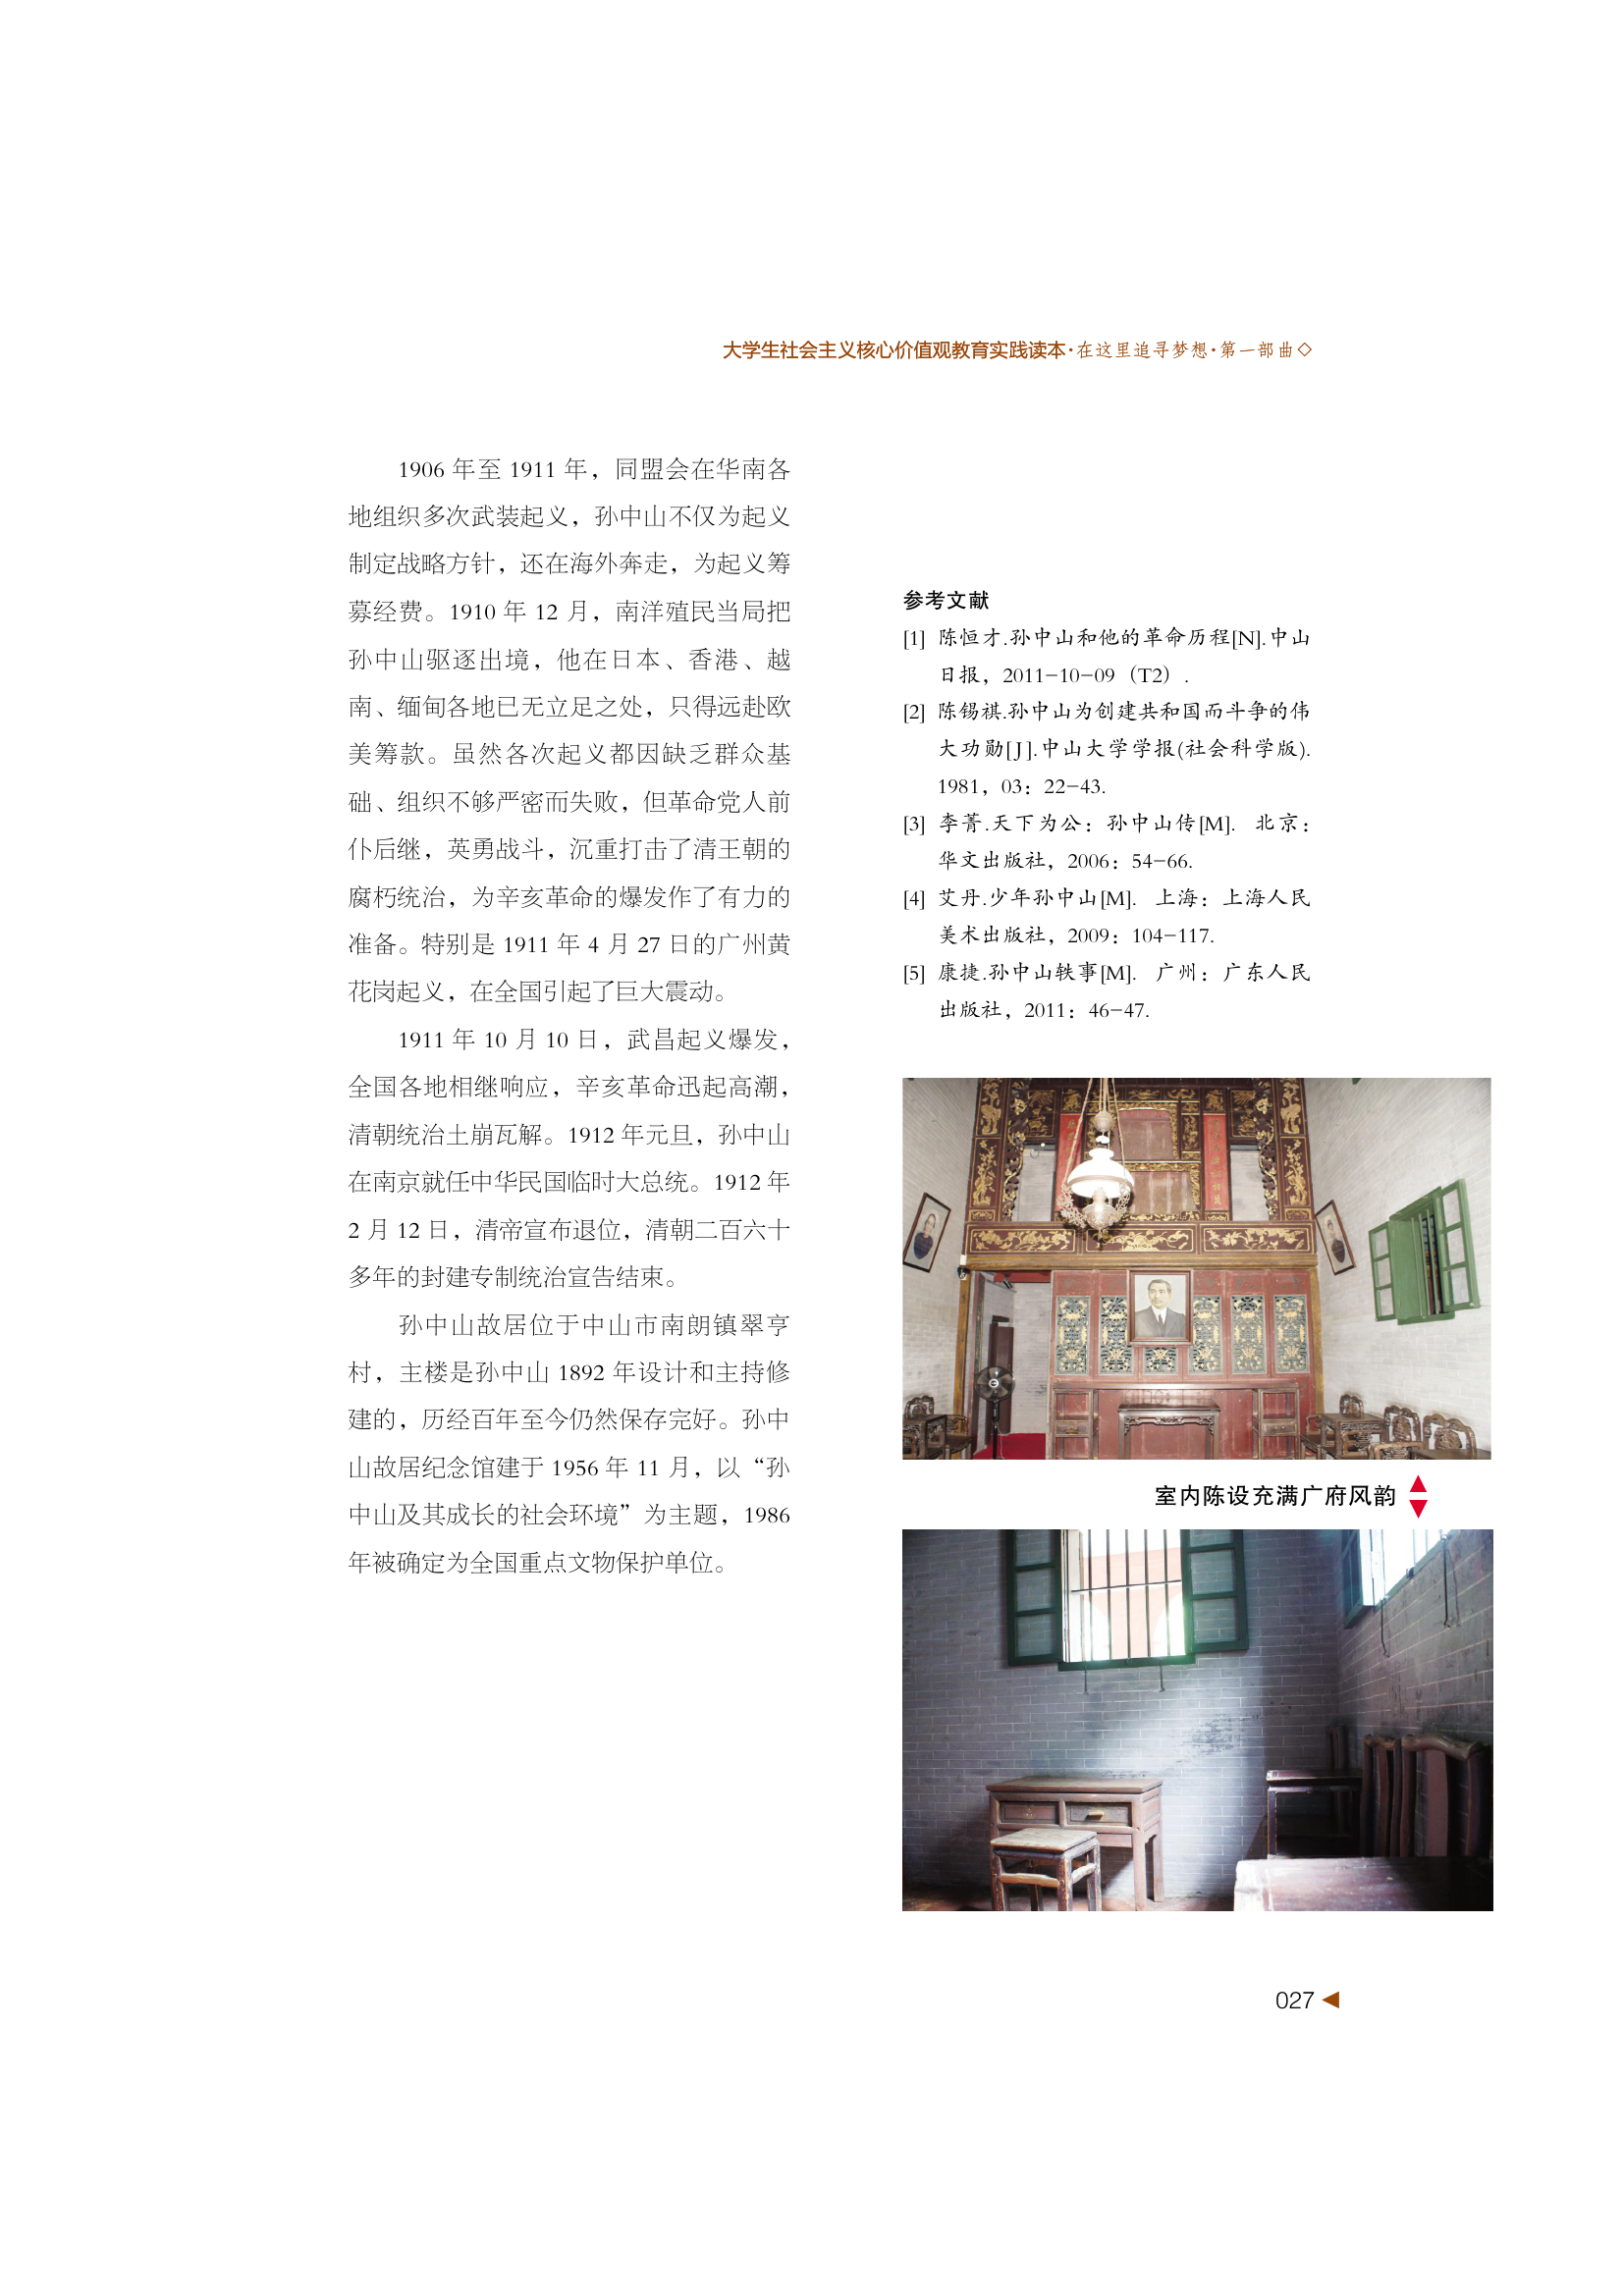 大学生社会主义核心价值观教育实践读本·在这里追寻梦想·第一部曲◇
1906 年至 1911 年，同盟会在华南各
地组织多次武装起义，孙中山不仅为起义
制定战略方针，还在海外奔走，为起义筹
募经费。1910 年 12 月，南洋殖民当局把
孙中山驱逐出境，他在日本、香港、越
南、缅甸各地已无立足之处，只得远赴欧
美筹款。虽然各次起义都因缺乏群众基
础、组织不够严密而失败，但革命党人前
仆后继，英勇战斗，沉重打击了清王朝的
腐朽统治，为辛亥革命的爆发作了有力的
准备。特别是 1911 年 4 月 27 日的广州黄
花岗起义，在全国引起了巨大震动。
1911 年 10 月 10 日，武昌起义爆发，
全国各地相继响应，辛亥革命迅起高潮，
清朝统治土崩瓦解。1912 年元旦，孙中山
在南京就任中华民国临时大总统。1912 年
2 月 12 日，清帝宣布退位，清朝二百六十
多年的封建专制统治宣告结束。
孙中山故居位于中山市南朗镇翠亨
村，主楼是孙中山 1892 年设计和主持修
建的，历经百年至今仍然保存完好。孙中
山故居纪念馆建于 1956 年 11 月，以“孙
中山及其成长的社会环境”为主题，1986
年被确定为全国重点文物保护单位。
参考文献
[1] 陈恒才.孙中山和他的革命历程[N].中山
日报，2011-10-09（T2）.
[2] 陈锡祺.孙中山为创建共和国而斗争的伟
大功勋[J].中山大学学报(社会科学版).
1981，03：22-43.
[3] 李菁.天下为公：孙中山传[M]. 北京：
华文出版社，2006：54-66.
[4] 艾丹.少年孙中山[M]. 上海：上海人民
美术出版社，2009：104-117.
[5] 康捷.孙中山轶事[M]. 广州：广东人民
出版社，2011：46-47.
室内陈设充满广府风韵
027